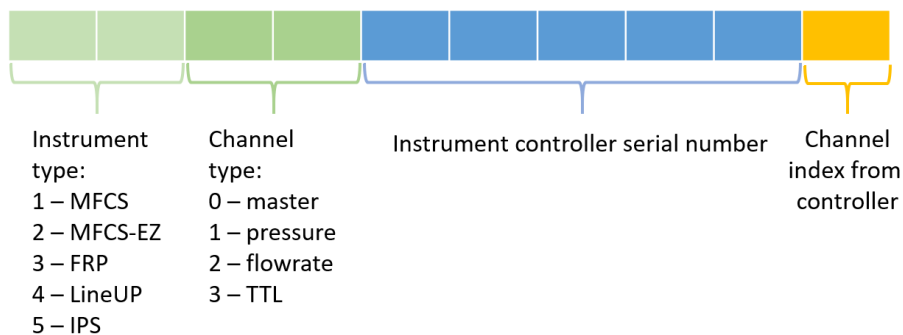 Instrument
type:
1 – MFCS
2 – MFCS-EZ
3 – FRP
4 – LineUP
5 – IPS
Channel
type:
0 – master
1 – pressure
2 – flowrate
3 – TTL
Instrument controller serial number
Channel
index from
controller